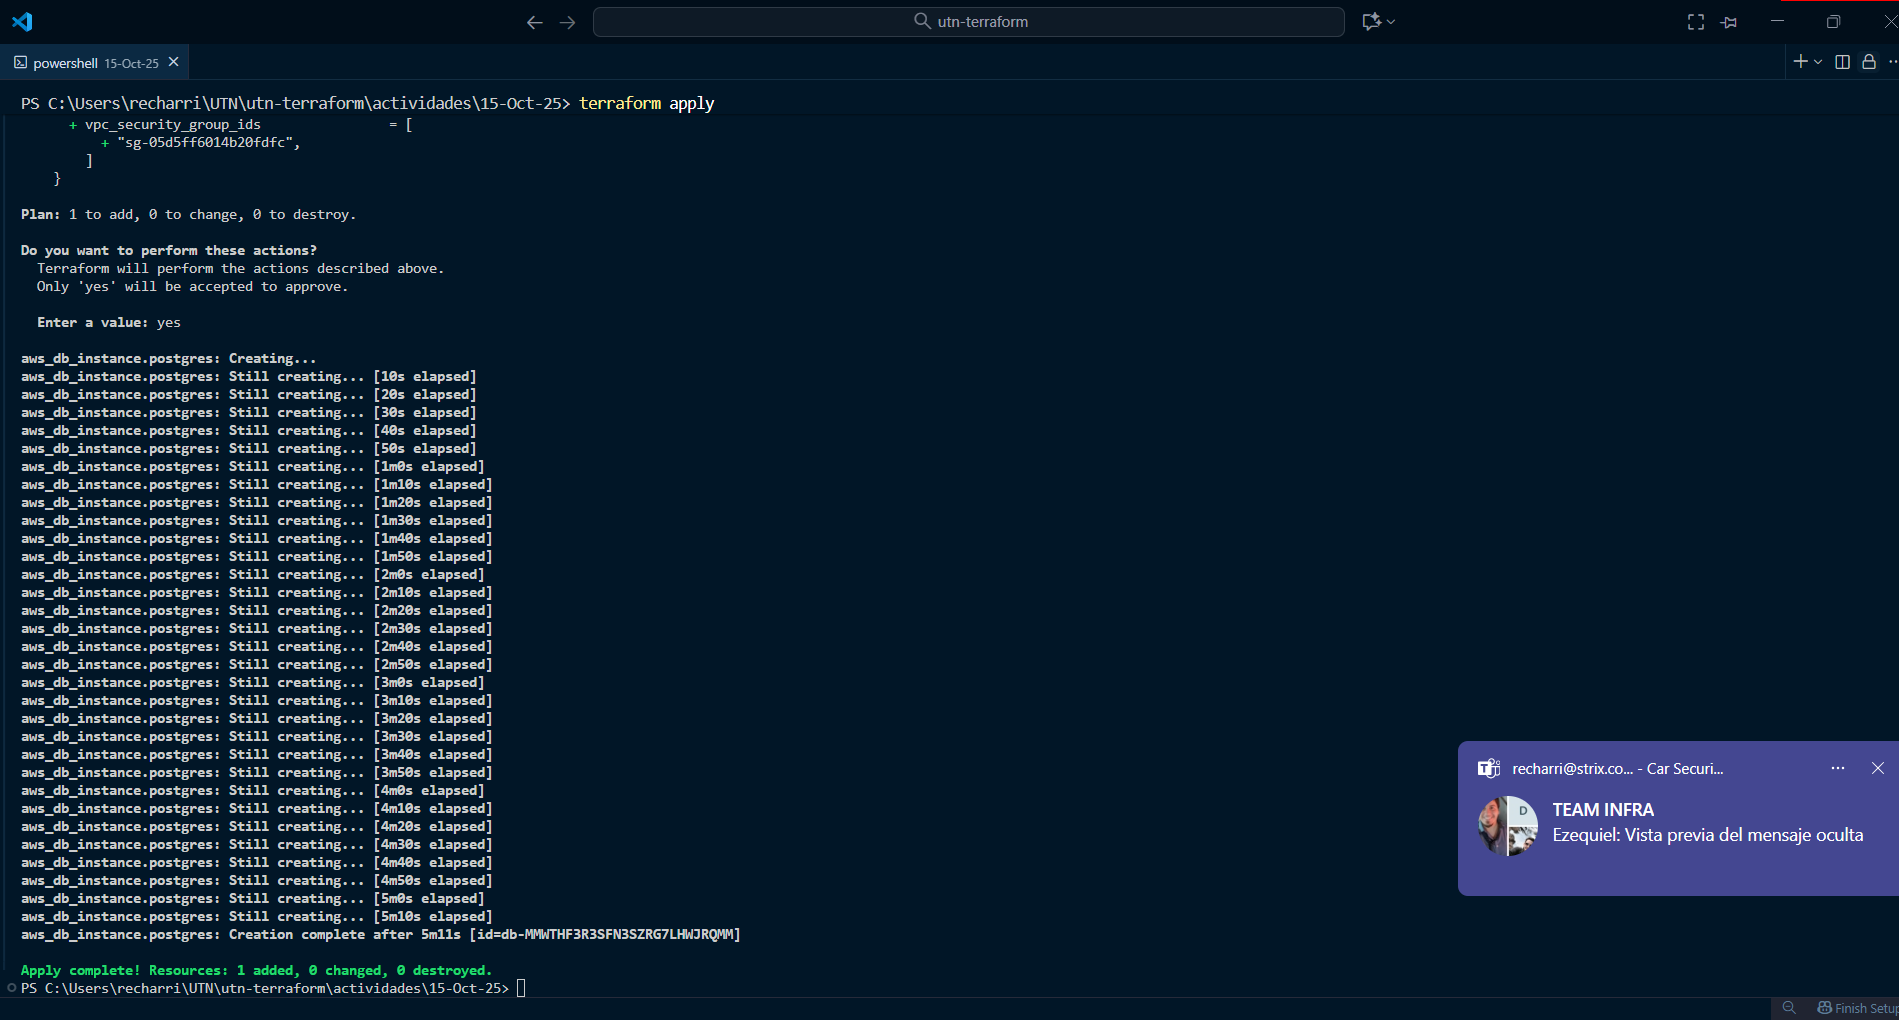 utn-terraform
powershell 15-Oct-25
PS C:\Users\recharri\UTN\utn-terraform\actividades\15-Oct-25> terraform apply
+ vpc_security_group_ids = [
+ "sg-05d5ff6014b20fdfc",
]
}
Plan: 1 to add, 0 to change, 0 to destroy.
Do you want to perform these actions?
Terraform will perform the actions described above.
Only 'yes' will be accepted to approve.
Enter a value: yes
aws_db_instance.postgres: Creating...
aws_db_instance.postgres: Still creating... [10s elapsed]
aws_db_instance.postgres: Still creating... [20s elapsed]
aws_db_instance.postgres: Still creating... [30s elapsed]
aws_db_instance.postgres: Still creating... [40s elapsed]
aws_db_instance.postgres: Still creating... [50s elapsed]
aws_db_instance.postgres: Still creating... [1m0s elapsed]
aws_db_instance.postgres: Still creating... [1m10s elapsed]
aws_db_instance.postgres: Still creating... [1m20s elapsed]
aws_db_instance.postgres: Still creating... [1m30s elapsed]
aws_db_instance.postgres: Still creating... [1m40s elapsed]
aws_db_instance.postgres: Still creating... [1m50s elapsed]
aws_db_instance.postgres: Still creating... [2m0s elapsed]
aws_db_instance.postgres: Still creating... [2m10s elapsed]
aws_db_instance.postgres: Still creating... [2m20s elapsed]
aws_db_instance.postgres: Still creating... [2m30s elapsed]
aws_db_instance.postgres: Still creating... [2m40s elapsed]
aws_db_instance.postgres: Still creating... [2m50s elapsed]
aws_db_instance.postgres: Still creating... [3m0s elapsed]
aws_db_instance.postgres: Still creating... [3m10s elapsed]
aws_db_instance.postgres: Still creating... [3m20s elapsed]
aws_db_instance.postgres: Still creating... [3m30s elapsed]
aws_db_instance.postgres: Still creating... [3m40s elapsed]
aws_db_instance.postgres: Still creating... [3m50s elapsed]
aws_db_instance.postgres: Still creating... [4m0s elapsed]
aws_db_instance.postgres: Still creating... [4m10s elapsed]
aws_db_instance.postgres: Still creating... [4m20s elapsed]
aws_db_instance.postgres: Still creating... [4m30s elapsed]
aws_db_instance.postgres: Still creating... [4m40s elapsed]
aws_db_instance.postgres: Still creating... [4m50s elapsed]
aws_db_instance.postgres: Still creating... [5m0s elapsed]
aws_db_instance.postgres: Still creating... [5m10s elapsed]
aws_db_instance.postgres: Creation complete after 5m11s [id=db-MMWTHF3R3SFN3SZRG7LHWJRQMM]
Apply complete! Resources: 1 added, 0 changed, 0 destroyed.
PS C:\Users\recharri\UTN\utn-terraform\actividades\15-Oct-25>
recharri@strix.co... - Car Securi...
D
TEAM INFRA
Ezequiel: Vista previa del mensaje oculta
Finish Setup